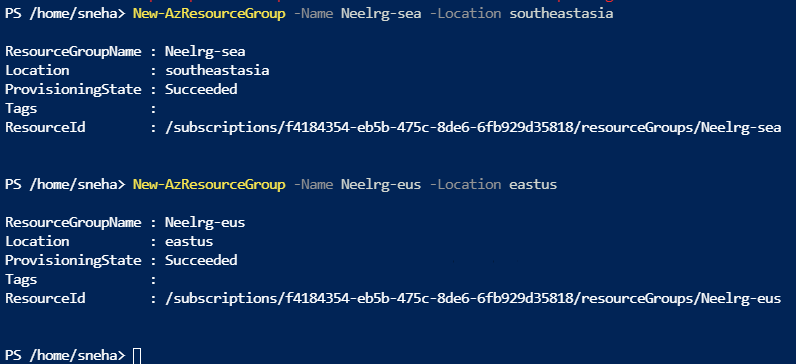 PS /home/sneha> New-AzResourceGroup -Name Neelrg-sea -Location southeastasia
ResourceGroupName : Neelrg-sea
Location          : southeastasia
ProvisioningState : Succeeded
Tags              :
ResourceId        : /subscriptions/f4184354-eb5b-475c-8de6-6fb929d35818/resourceGroups/Neelrg-sea
PS /home/sneha> New-AzResourceGroup -Name Neelrg-eus -Location eastus
ResourceGroupName : Neelrg-eus
Location          : eastus
ProvisioningState : Succeeded
Tags              :
ResourceId        : /subscriptions/f4184354-eb5b-475c-8de6-6fb929d35818/resourceGroups/Neelrg-eus
PS /home/sneha>